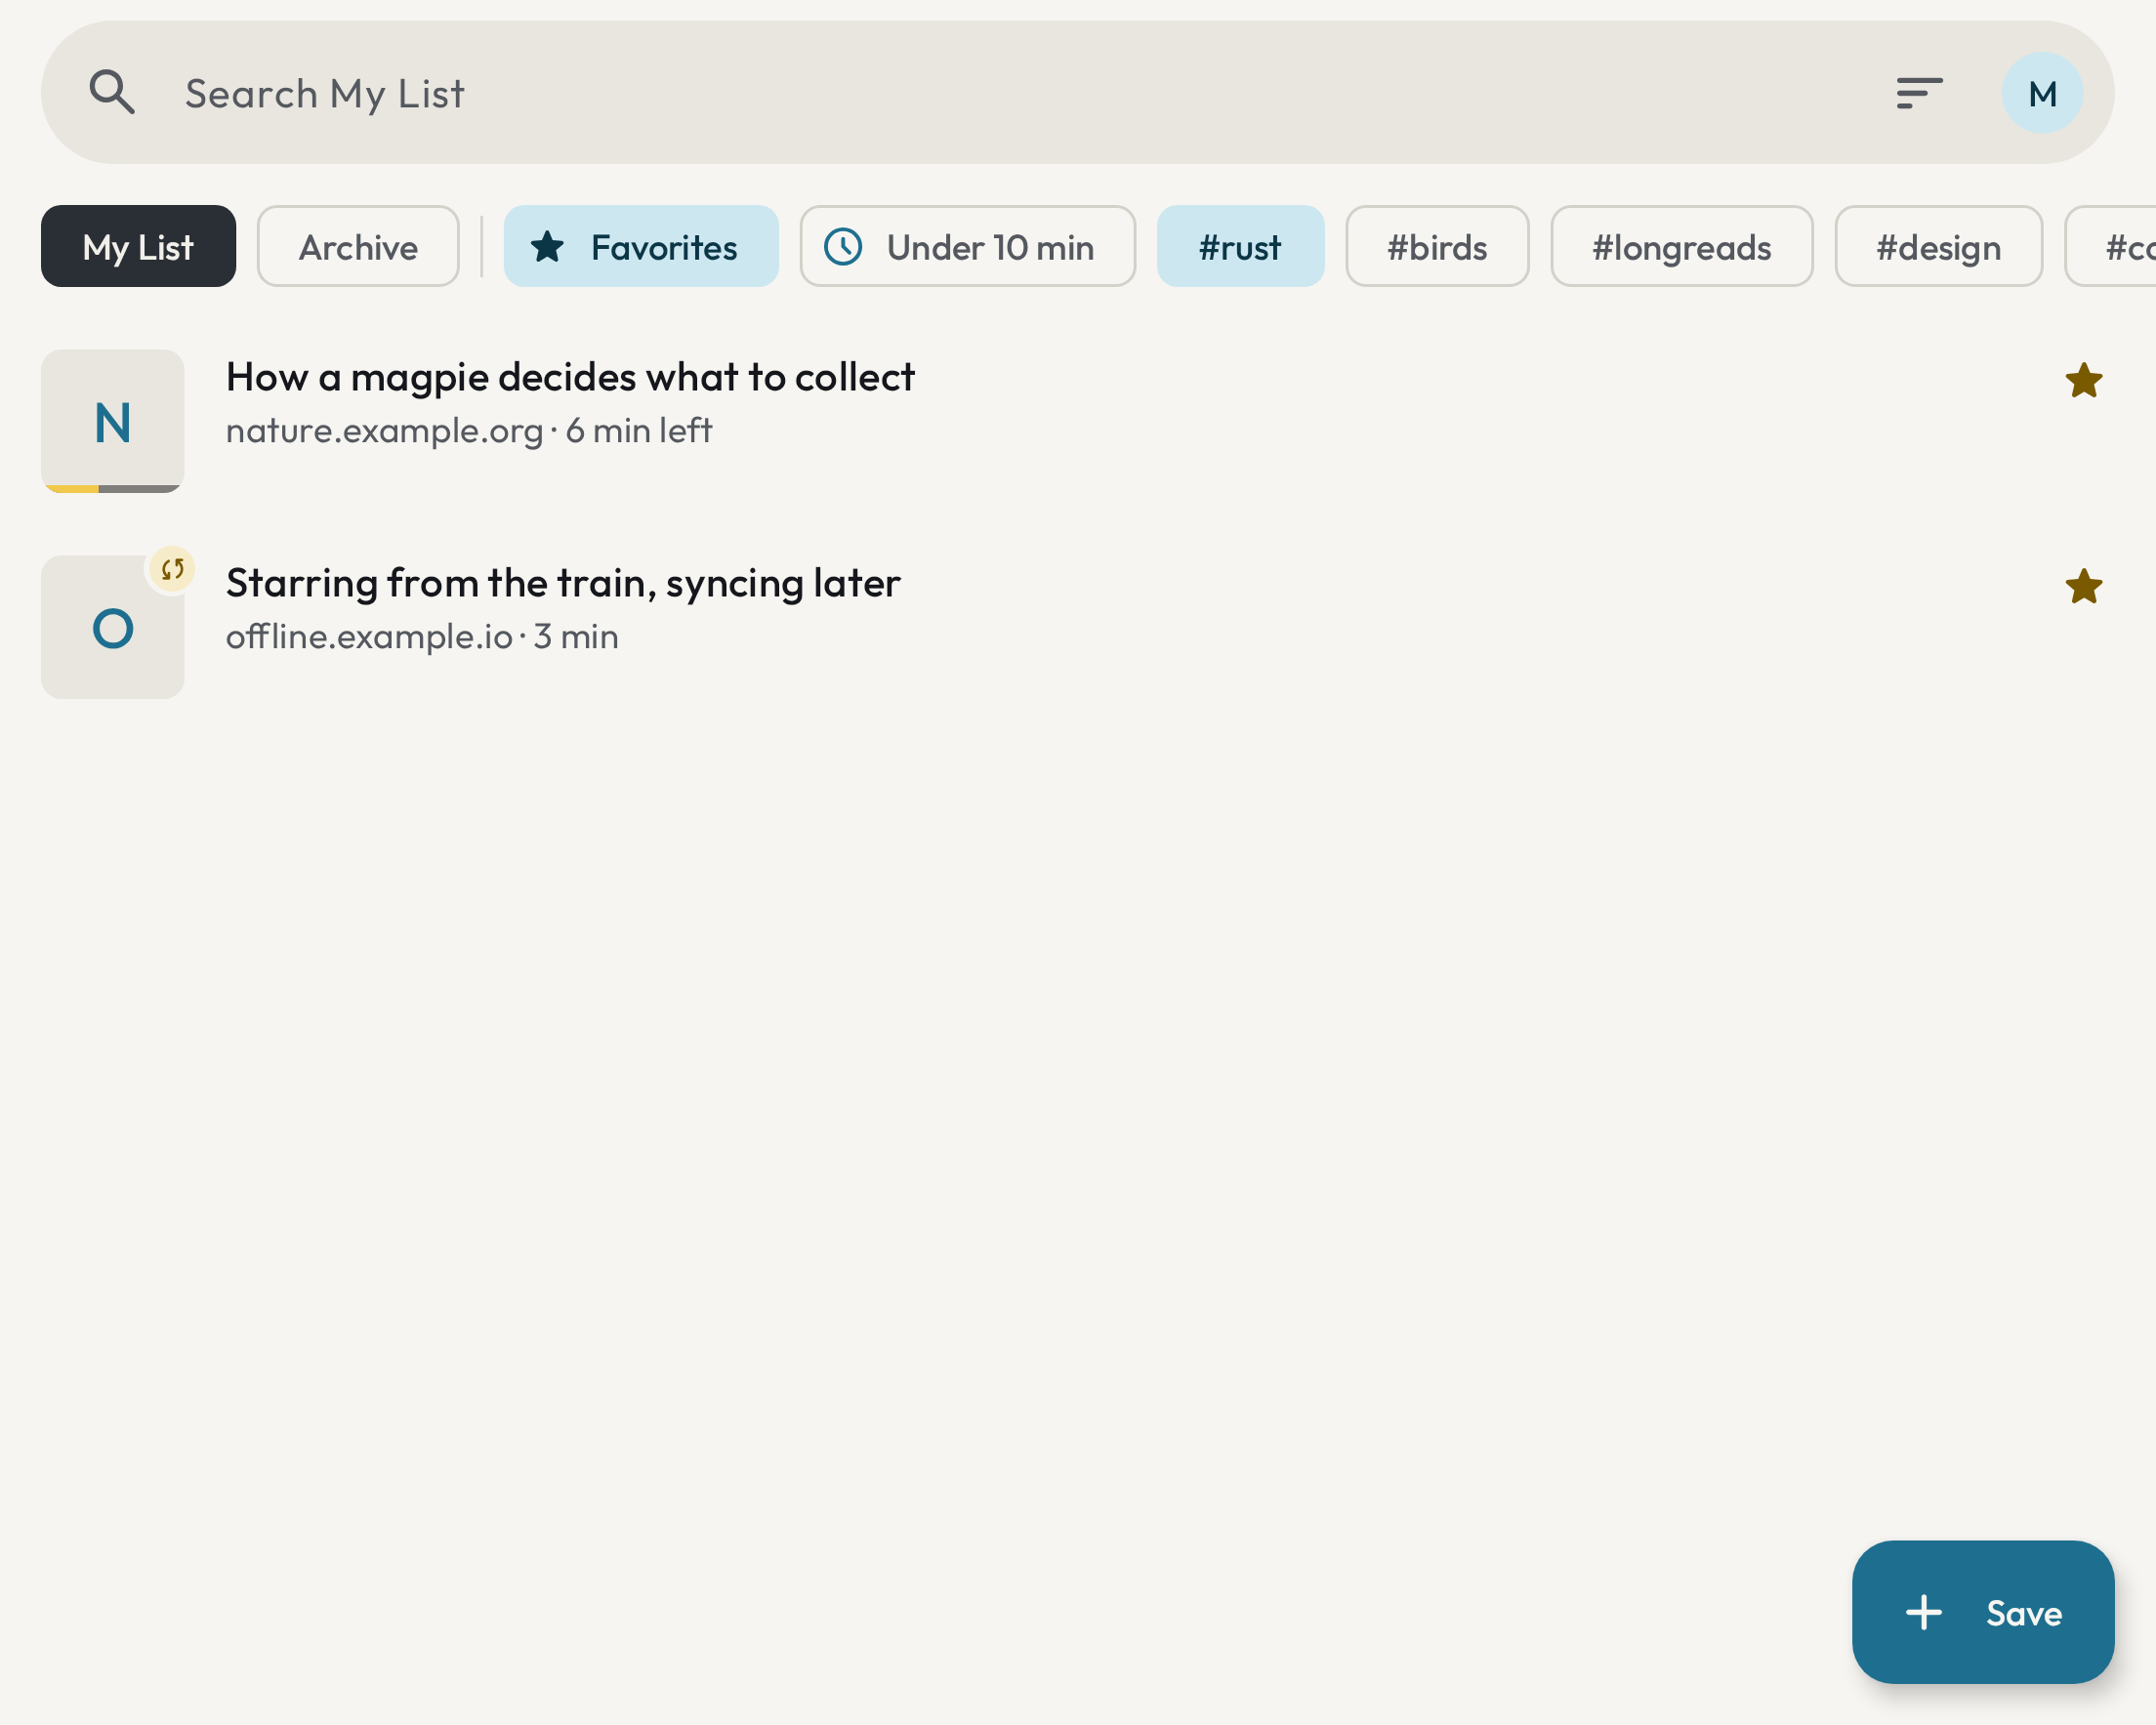 Search My List
M
My List
Archive
Favorites
Under 10 min
#rust
#birds
#longreads
#design
N
How a magpie decides what to collect
nature.example.org · 6 min left
O
Starring from the train, syncing later
offline.example.io · 3 min
Save